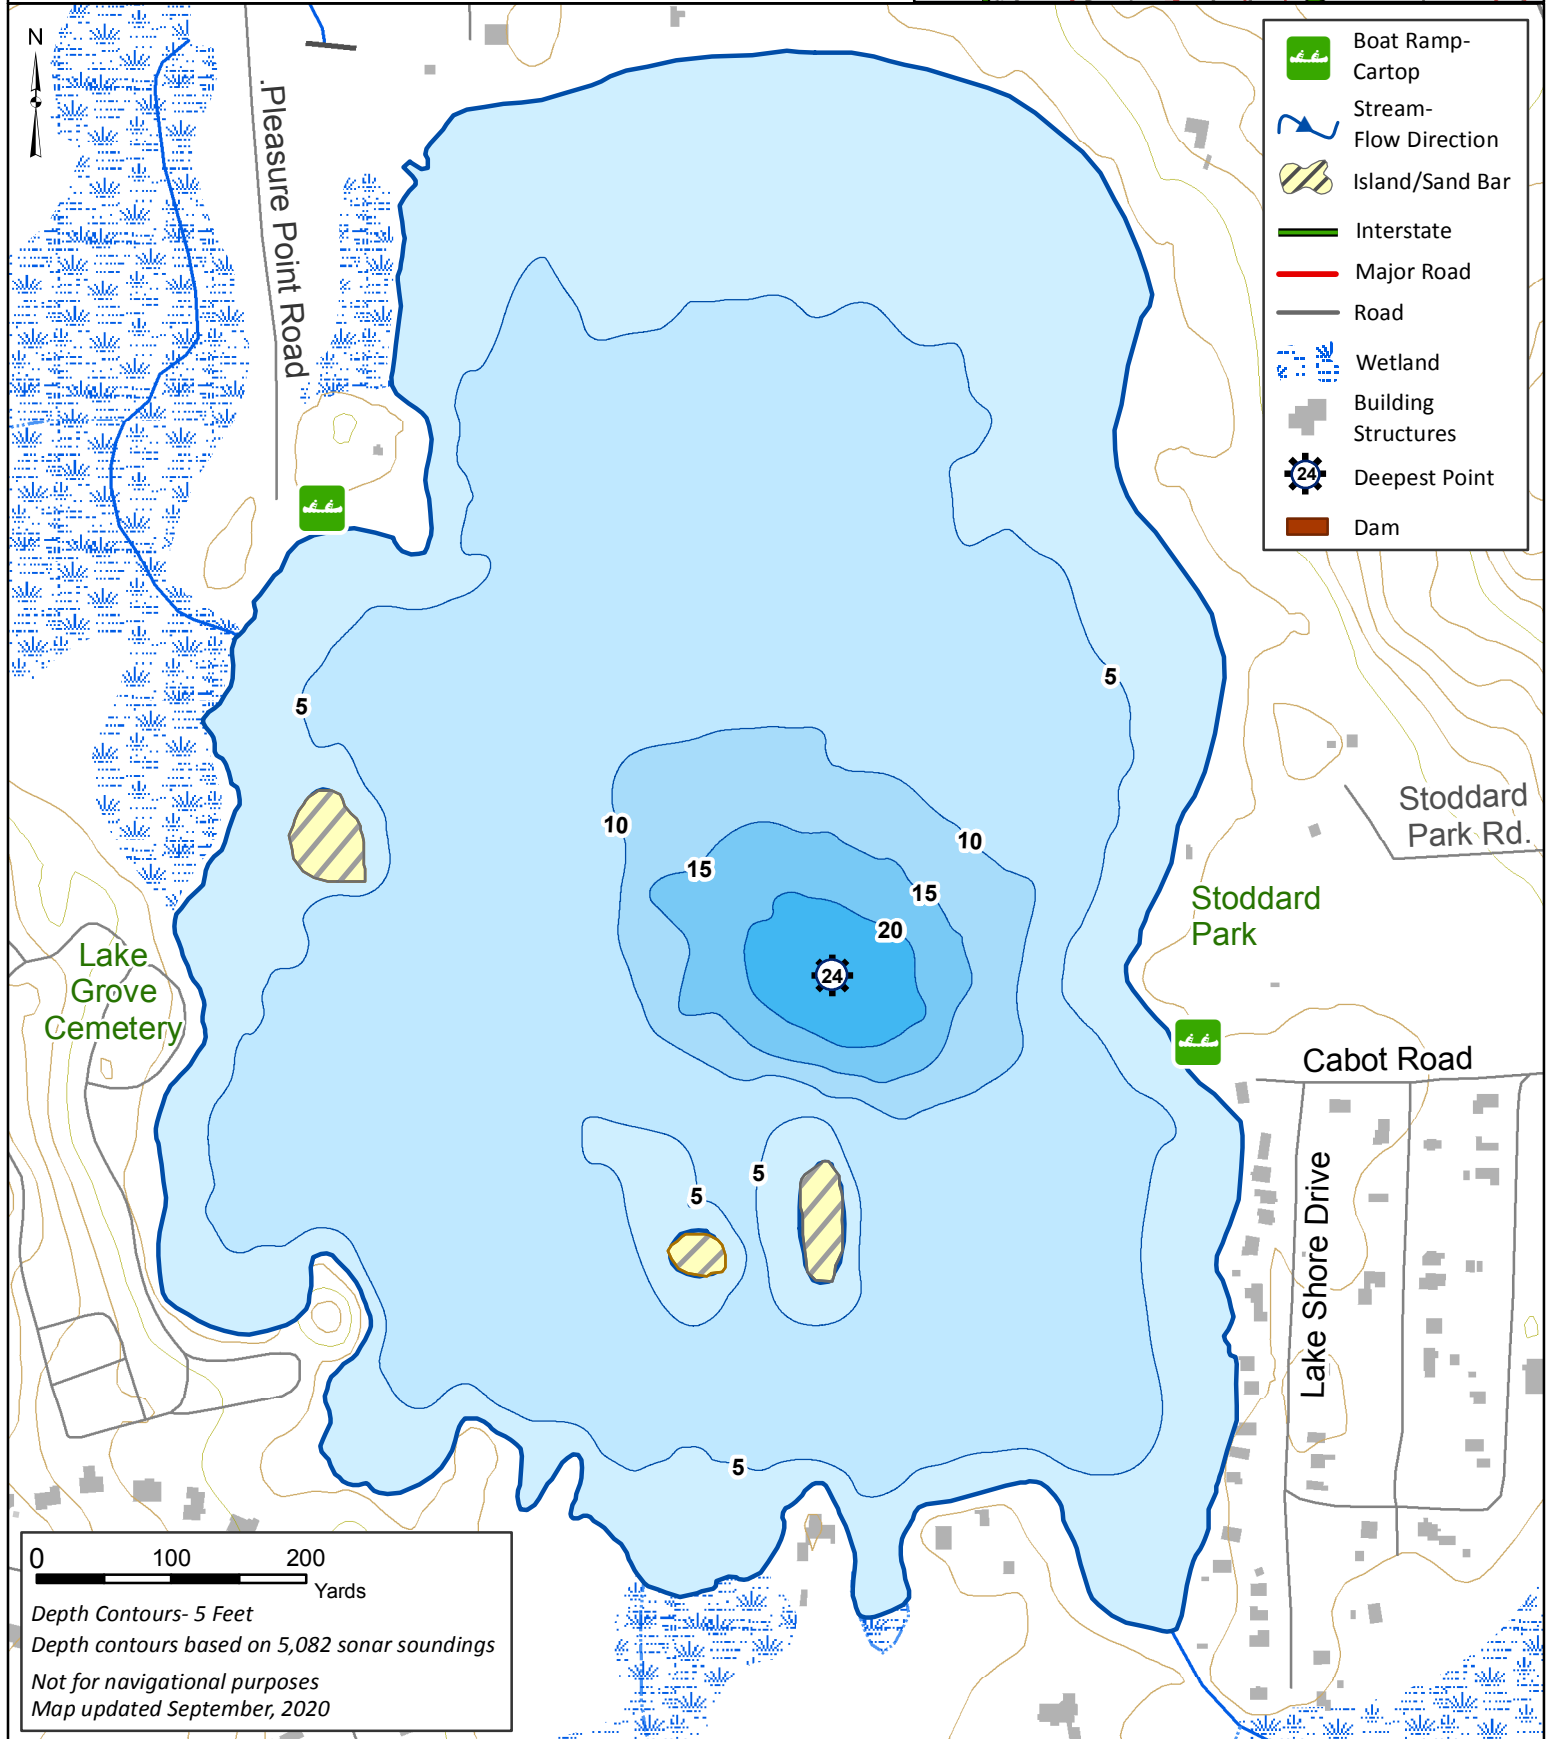 N
.Pleasure Point Road
Boat Ramp-
Cartop
Stream-
Flow Direction
Island/Sand Bar
Interstate
Major Road
Road
Wetland
Building
Structures
24
Deepest Point
Dam
5
5
10
10
15
15
20
24
5
5
5
Stoddard
Park Rd.
Stoddard
Park
Lake
Grove
Cemetery
Cabot Road
Lake Shore Drive
0 100 200
Yards
Depth Contours- 5 Feet
Depth contours based on 5,082 sonar soundings
Not for navigational purposes
Map updated September, 2020